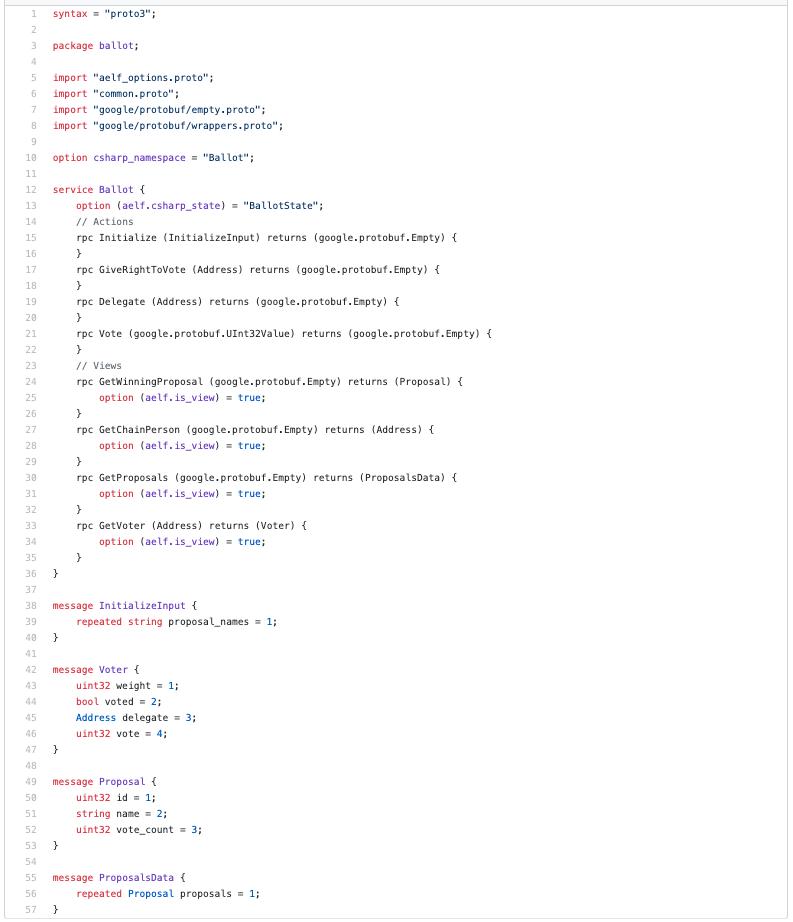 1 syntax = "proto3";
2
3 package ballot;
4
5 import "aelf_options.proto";
6 import "common.proto";
7 import "google/protobuf/empty.proto";
8 import "google/protobuf/wrappers.proto";
9
10 option csharp_namespace = "Ballot";
11
12 service Ballot {
13     option (aelf.csharp_state) = "BallotState";
14     // Actions
15     rpc Initialize (InitializeInput) returns (google.protobuf.Empty) {
16     }
17     rpc GiveRightToVote (Address) returns (google.protobuf.Empty) {
18     }
19     rpc Delegate (Address) returns (google.protobuf.Empty) {
20     }
21     rpc Vote (google.protobuf.UInt32Value) returns (google.protobuf.Empty) {
22     }
23     // Views
24     rpc GetWinningProposal (google.protobuf.Empty) returns (Proposal) {
25         option (aelf.is_view) = true;
26     }
27     rpc GetChainPerson (google.protobuf.Empty) returns (Address) {
28         option (aelf.is_view) = true;
29     }
30     rpc GetProposals (google.protobuf.Empty) returns (ProposalsData) {
31         option (aelf.is_view) = true;
32     }
33     rpc GetVoter (Address) returns (Voter) {
34         option (aelf.is_view) = true;
35     }
36 }
37
38 message InitializeInput {
39     repeated string proposal_names = 1;
40 }
41
42 message Voter {
43     uint32 weight = 1;
44     bool voted = 2;
45     Address delegate = 3;
46     uint32 vote = 4;
47 }
48
49 message Proposal {
50     uint32 id = 1;
51     string name = 2;
52     uint32 vote_count = 3;
53 }
54
55 message ProposalsData {
56     repeated Proposal proposals = 1;
57 }